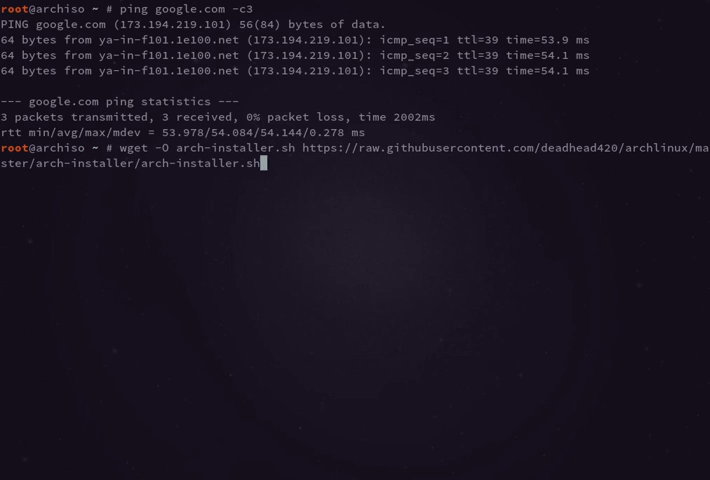 root@archiso ~ # ping google.com -c3
PING google.com (173.194.219.101) 56(84) bytes of data.
64 bytes from ya-in-f101.1e100.net (173.194.219.101): icmp_seq=1 ttl=39 time=53.9 ms
64 bytes from ya-in-f101.1e100.net (173.194.219.101): icmp_seq=2 ttl=39 time=54.1 ms
64 bytes from ya-in-f101.1e100.net (173.194.219.101): icmp_seq=3 ttl=39 time=54.1 ms
--- google.com ping statistics ---
3 packets transmitted, 3 received, 0% packet loss, time 2002ms
rtt min/avg/max/mdev = 53.978/54.084/54.144/0.278 ms
root@archiso ~ # wget -O arch-installer.sh https://raw.githubusercontent.com/deadhead420/archlinux/ma
ster/arch-installer/arch-installer.sh